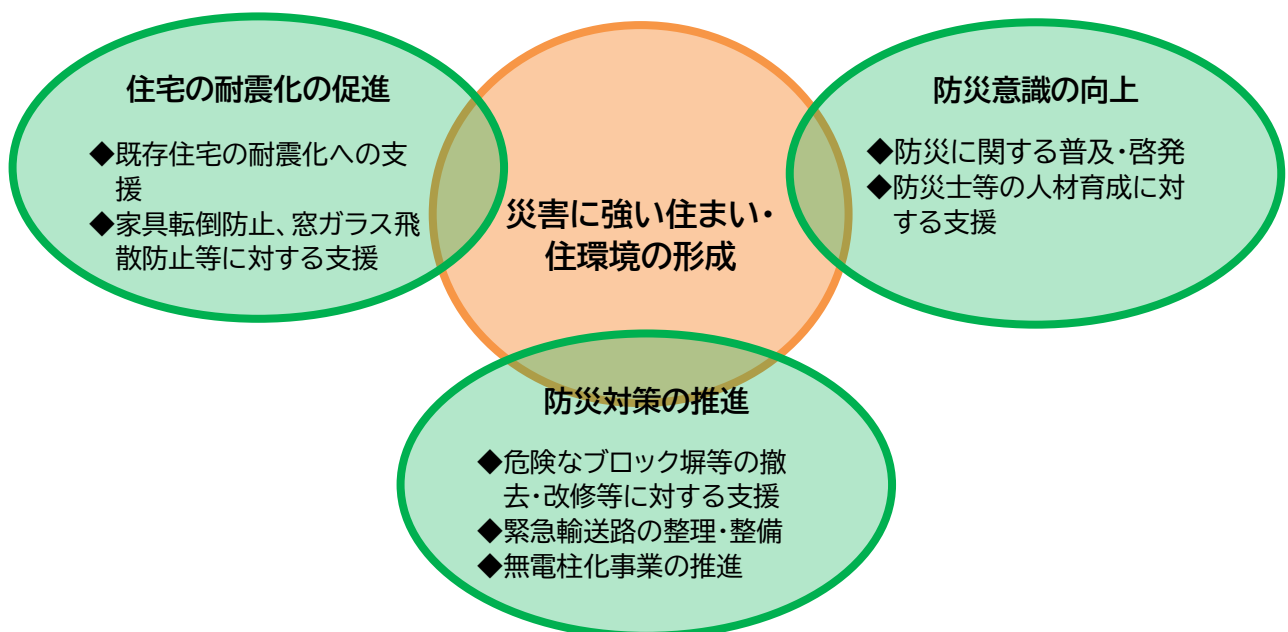 住宅の耐震化の促進
◆既存住宅の耐震化への支
援
◆家具転倒防止、窓ガラス飛
散防止等に対する支援
災害に強い住まい・
住環境の形成
防災意識の向上
◆防災に関する普及・啓発
◆防災士等の人材育成に対
する支援
防災対策の推進
◆危険なブロック塀等の撤
去・改修等に対する支援
◆緊急輸送路の整理・整備
◆無電柱化事業の推進